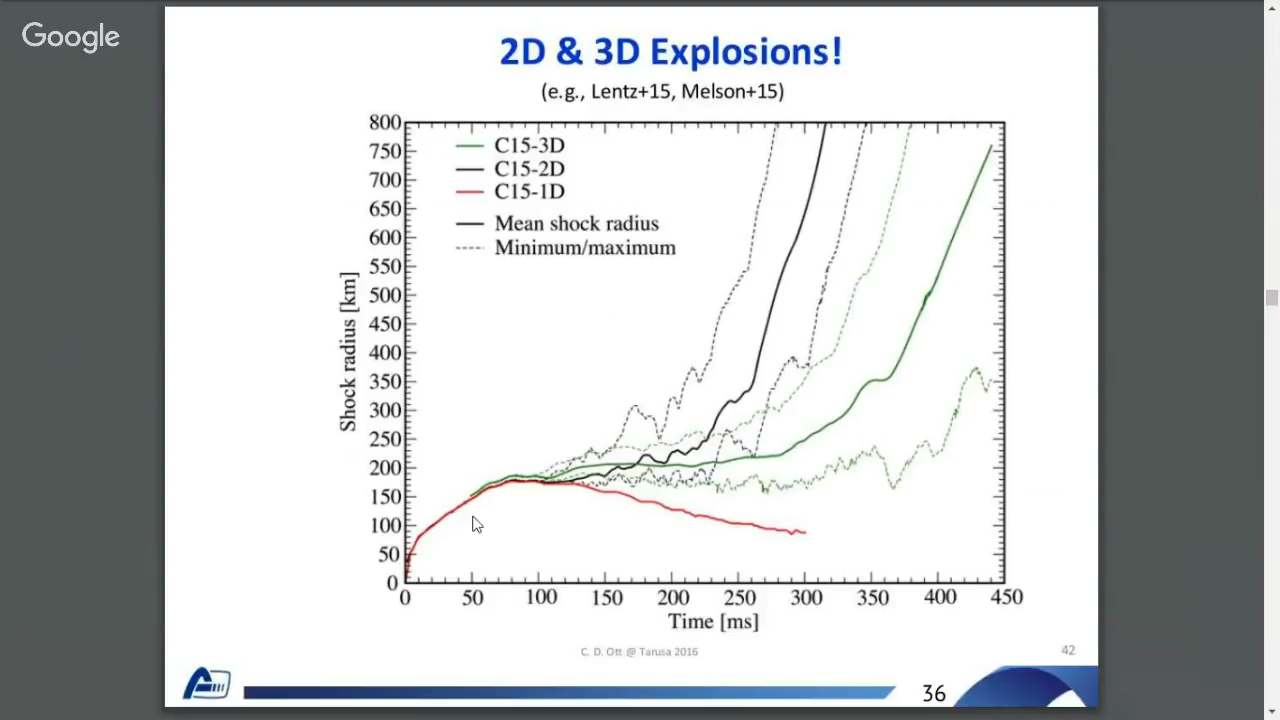 Google
2D & 3D Explosions!
(e.g., Lentz+15, Melson+15)
C15-3D
C15-2D
C15-1D
Mean shock radius
Minimum/maximum
Shock radius [km]
800
750
700
650
600
550
500
450
400
350
300
250
200
150
100
50
0
0 50 100 150 200 250 300 350 400 450
Time [ms]
C. D. Ott @ Tarusa 2016
42
36